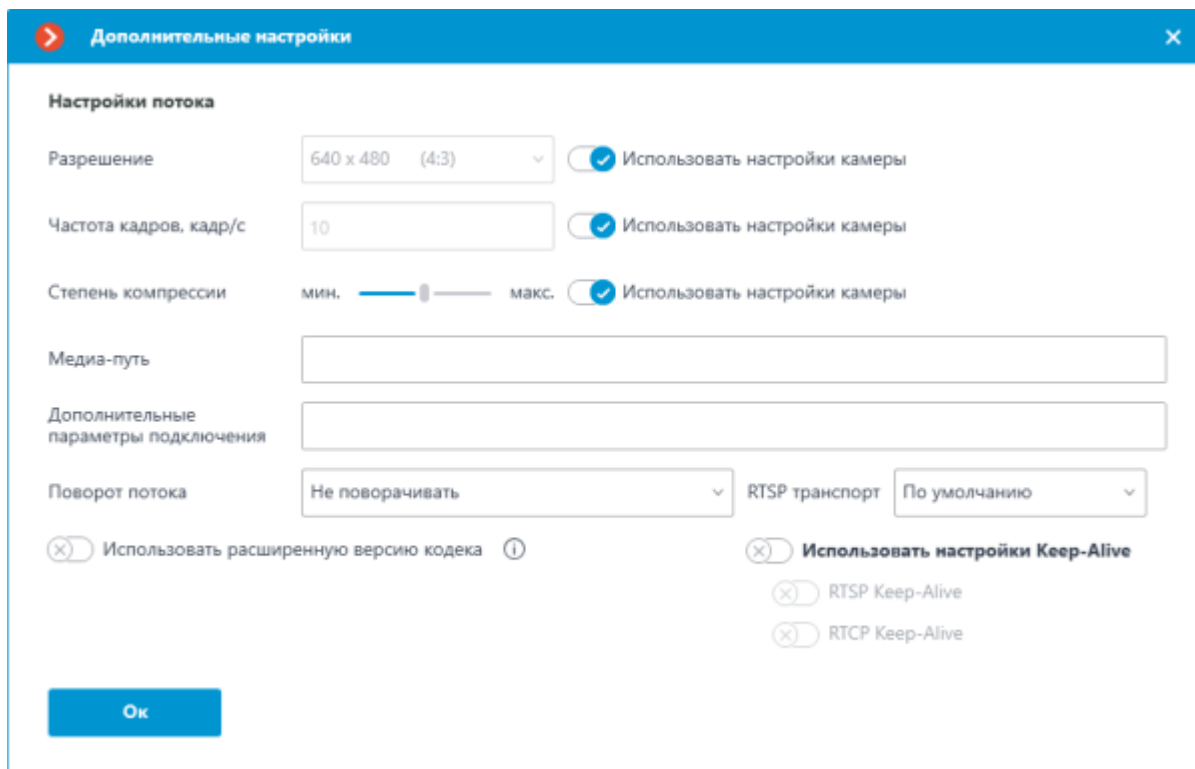 Дополнительные настройки
Настройки потока
Разрешение 640 x 480 (4:3) Использовать настройки камеры
Частота кадров, кадр/с 10 Использовать настройки камеры
Степень компрессии мин. макс. Использовать настройки камеры
Медиа-путь
Дополнительные
параметры подключения
Поворот потока Не поворачивать RTSP транспорт По умолчанию
Использовать расширенную версию кодека Использовать настройки Keep-Alive
RTSP Keep-Alive
RTCP Keep-Alive
Ок